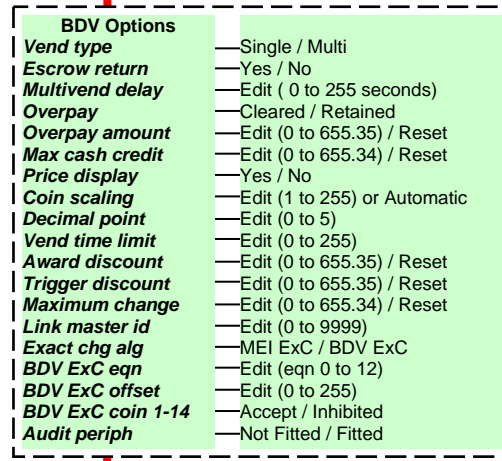 BDV Options
Vend type Single / Multi
Escrow return Yes / No
Multivend delay Edit ( 0 to 255 seconds)
Overpay Cleared / Retained
Overpay amount Edit (0 to 655.35) / Reset
Max cash credit Edit (0 to 655.34) / Reset
Price display Yes / No
Coin scaling Edit (1 to 255) or Automatic
Decimal point Edit (0 to 5)
Vend time limit Edit (0 to 255)
Award discount Edit (0 to 655.35) / Reset
Trigger discount Edit (0 to 655.35) / Reset
Maximum change Edit (0 to 655.34) / Reset
Link master id Edit (0 to 9999)
Exact chg alg MEI ExC / BDV ExC
BDV ExC eqn Edit (eqn 0 to 12)
BDV ExC offset Edit (0 to 255)
BDV ExC coin 1-14 Accept / Inhibited
Audit periph Not Fitted / Fitted